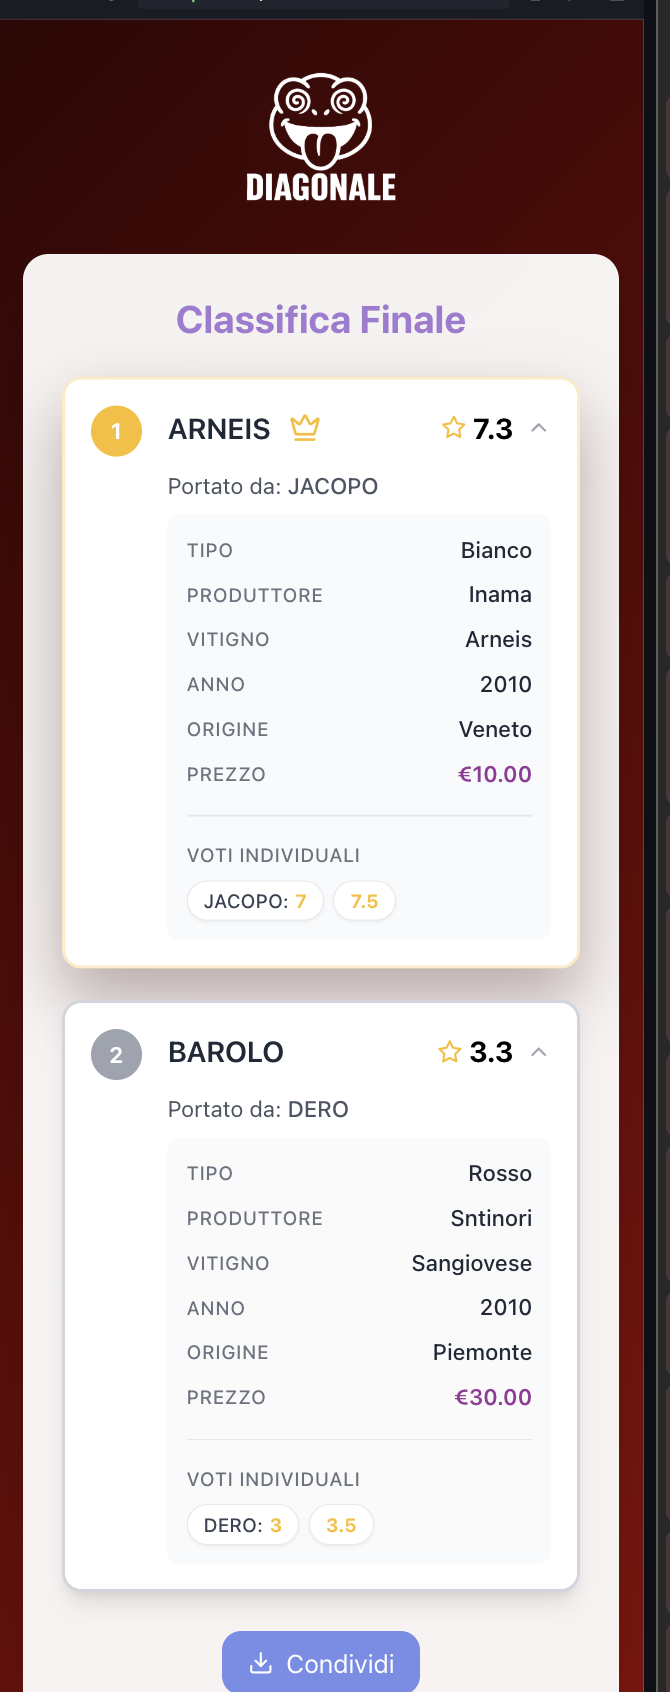 DIAGONALE
Classifica Finale
1 ARNEIS 7.3
Portato da: JACOPO
TIPO Bianco
PRODUTTORE Inama
VITIGNO Arneis
ANNO 2010
ORIGINE Veneto
PREZZO €10.00
VOTI INDIVIDUALI
JACOPO: 7 7.5
2 BAROLO 3.3
Portato da: DERO
TIPO Rosso
PRODUTTORE Sntinori
VITIGNO Sangiovese
ANNO 2010
ORIGINE Piemonte
PREZZO €30.00
VOTI INDIVIDUALI
DERO: 3 3.5
Condividi